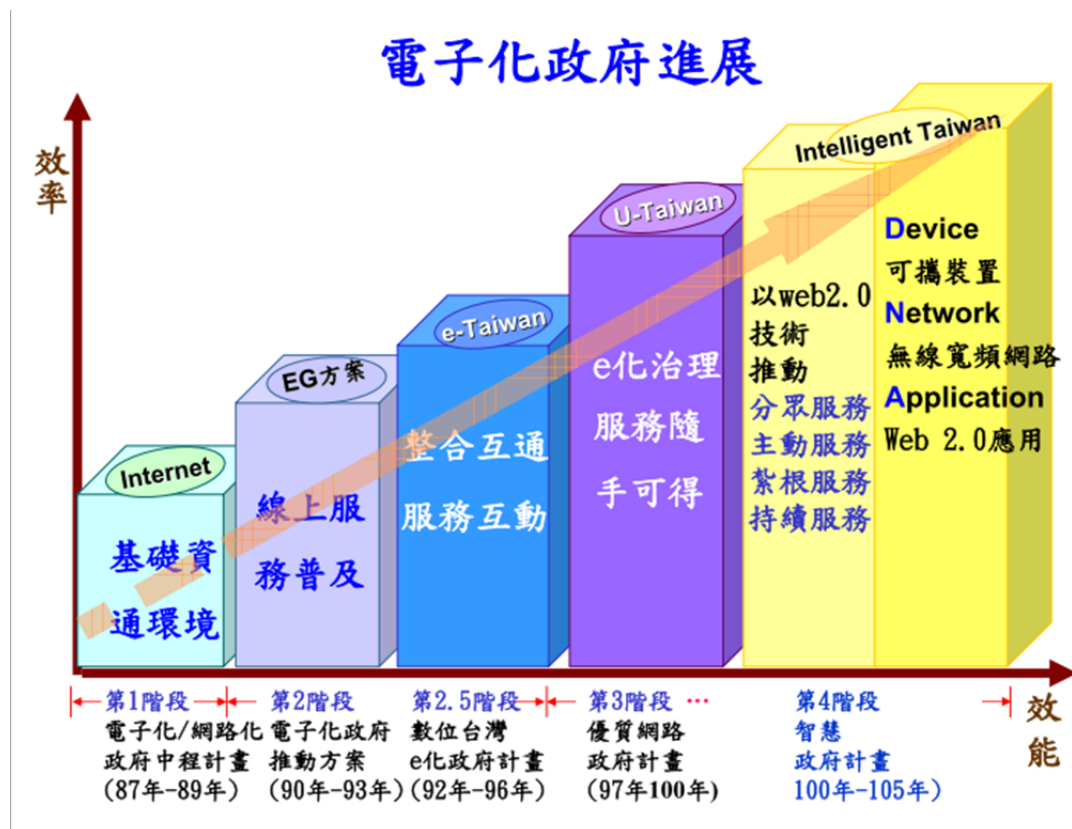 電子化政府進展
效率
Internet
基礎資
通環境
EG方案
線上服
務普及
e-Taiwan
整合互通
服務互動
U-Taiwan
e化治理
服務隨
手可得
Intelligent Taiwan
以web2.0
技術
推動
分眾服務
主動服務
紮根服務
持續服務
Device
可攜裝置
Network
無線寬頻網路
Application
Web 2.0應用
第1階段
電子化/網路化
政府中程計畫
(87年-89年)
第2階段
電子化政府
推動方案
(90年-93年)
第2.5階段
數位台灣
e化政府計畫
(92年-96年)
第3階段 …
優質網路
政府計畫
(97年100年)
第4階段
智慧
政府計畫
100年-105年)
效能